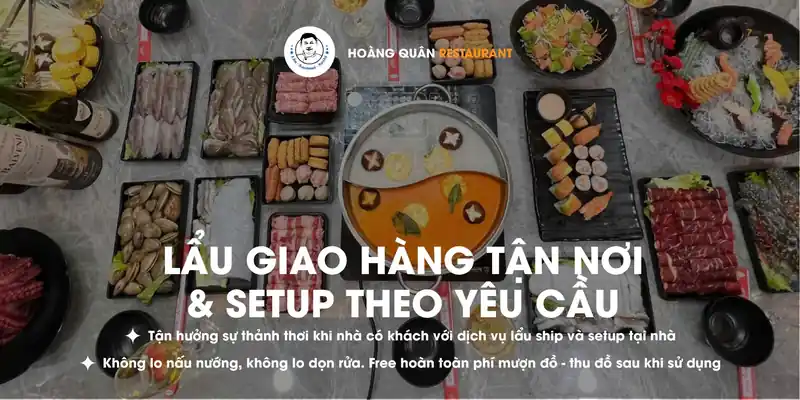 HOÀNG QUÂN RESTAURANT
LẨU GIAO HÀNG TẬN NƠI
& SETUP THEO YÊU CẦU
Tận hưởng sự thảnh thơi khi nhà có khách với dịch vụ lẩu ship và setup tại nhà
Không lo nấu nướng, không lo dọn rửa. Free hoàn toàn phí mượn đồ - thu đồ sau khi sử dụng